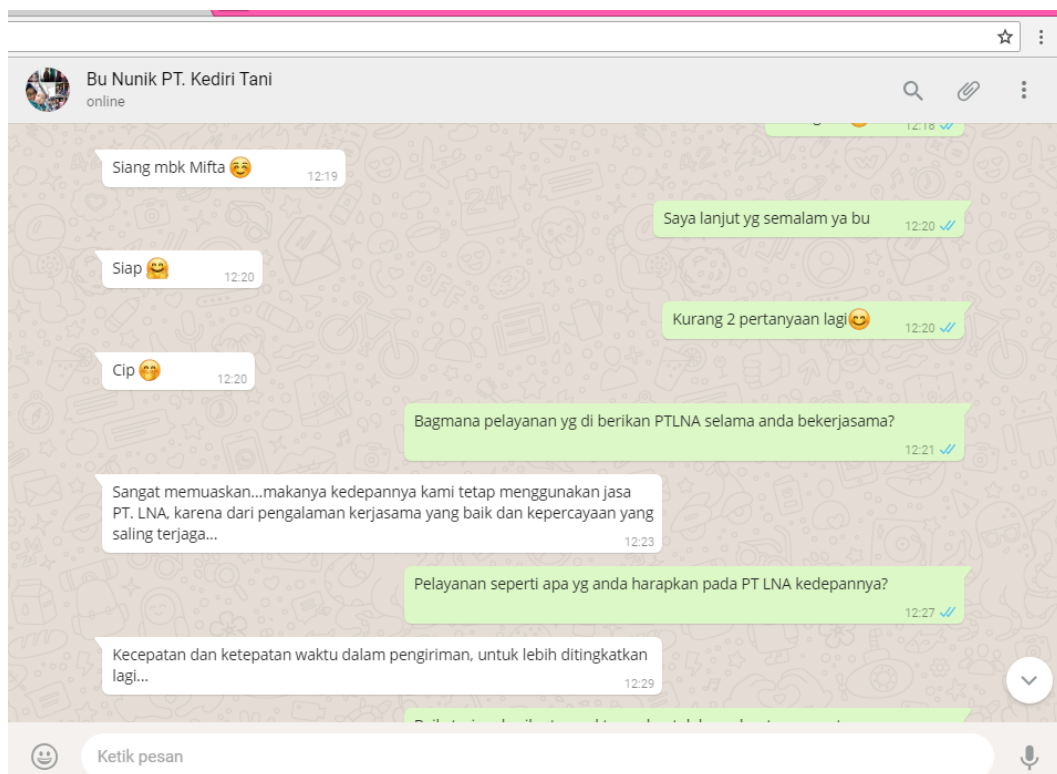 Bu Nunik PT. Kediri Tani
online
12:18
Siang mbk Mifta
12:19
Saya lanjut yg semalam ya bu
12:20
Siap
12:20
Kurang 2 pertanyaan lagi
12:20
Cip
12:20
Bagmana pelayanan yg di berikan PTLNA selama anda bekerjasama?
12:21
Sangat memuaskan...makanya kedepannya kami tetap menggunakan jasa
PT. LNA, karena dari pengalaman kerjasama yang baik dan kepercayaan yang
saling terjaga...
12:23
Pelayanan seperti apa yg anda harapkan pada PT LNA kedepannya?
12:27
Kecepatan dan ketepatan waktu dalam pengiriman, untuk lebih ditingkatkan
lagi...
12:29
Ketik pesan